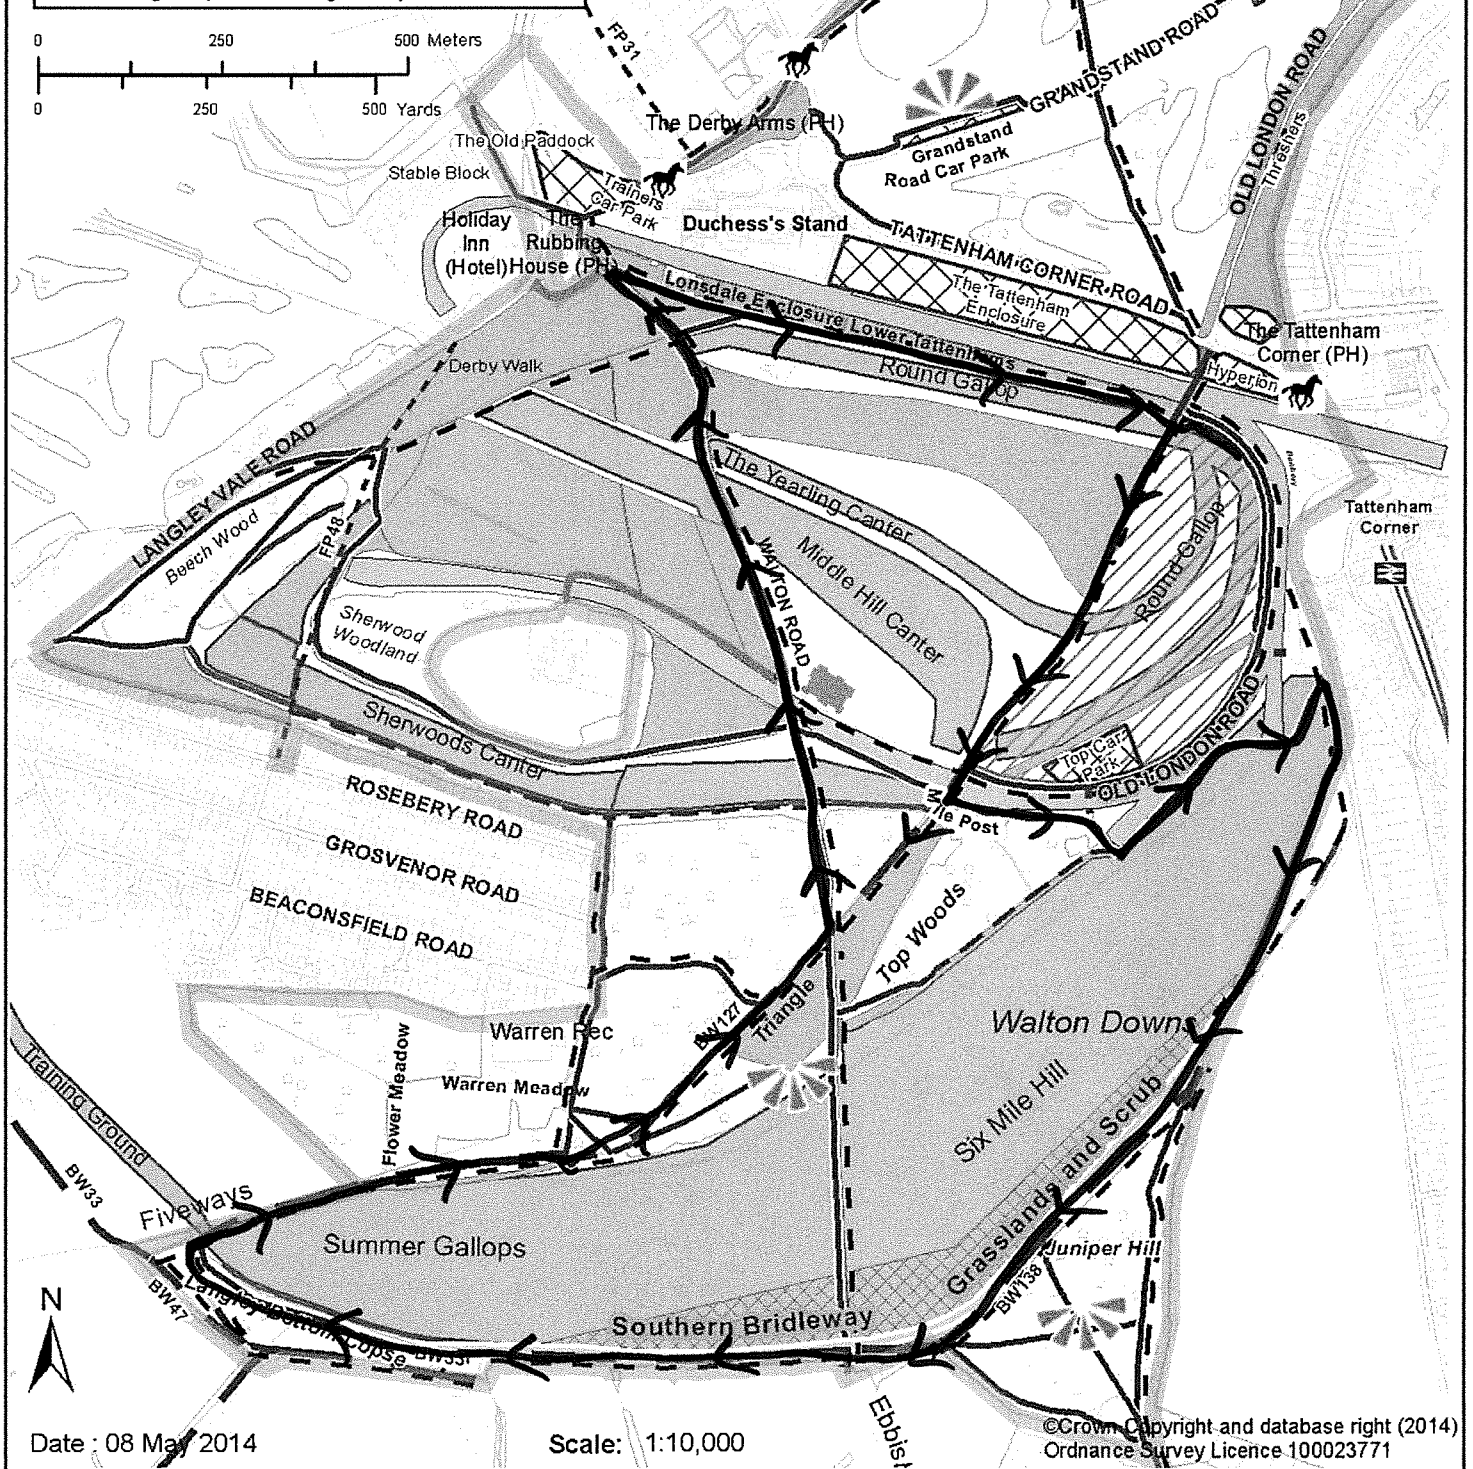 0 250 500 Meters
0 250 500 Yards
FP31
GRANDSTAND ROAD
OLD LONDON ROAD
Threshers
The Derby Arms (PH)
The Old Paddock
Grandstand
Road Car Park
Stable Block
Trainers
Car Park
Holiday
Inn
(Hotel)
The
Rubbing
House (PH)
Duchess's Stand
TATTENHAM CORNER ROAD
Lonsdale Enclosure Lower Tattenhams
The Tattenham
Enclosure
The Tattenham
Corner (PH)
Hyperion
Derby Walk
Round Gallop
LANGLEY VALE ROAD
Beech Wood
FP48
The Yearling Canter
Tattenham
Corner
WALTON ROAD
Middle Hill Canter
Round Gallop
Sherwood
Woodland
Sherwoods Canter
Top Car
Park
OLD LONDON ROAD
Mile Post
ROSEBERY ROAD
GROSVENOR ROAD
BEACONSFIELD ROAD
Top Woods
BW127
Triangle
Warren Rec
Walton Downs
Flower Meadow
Warren Meadow
Six Mile Hill
Training Ground
Grassland and Scrub
BW33
Fiveways
Summer Gallops
Juniper Hill
BW138
BW47
Langley Bottom Copse
BW33
Southern Bridleway
N
Date : 08 May 2014
Scale: 1:10,000
©Crown Copyright and database right (2014)
Ordnance Survey Licence 100023771